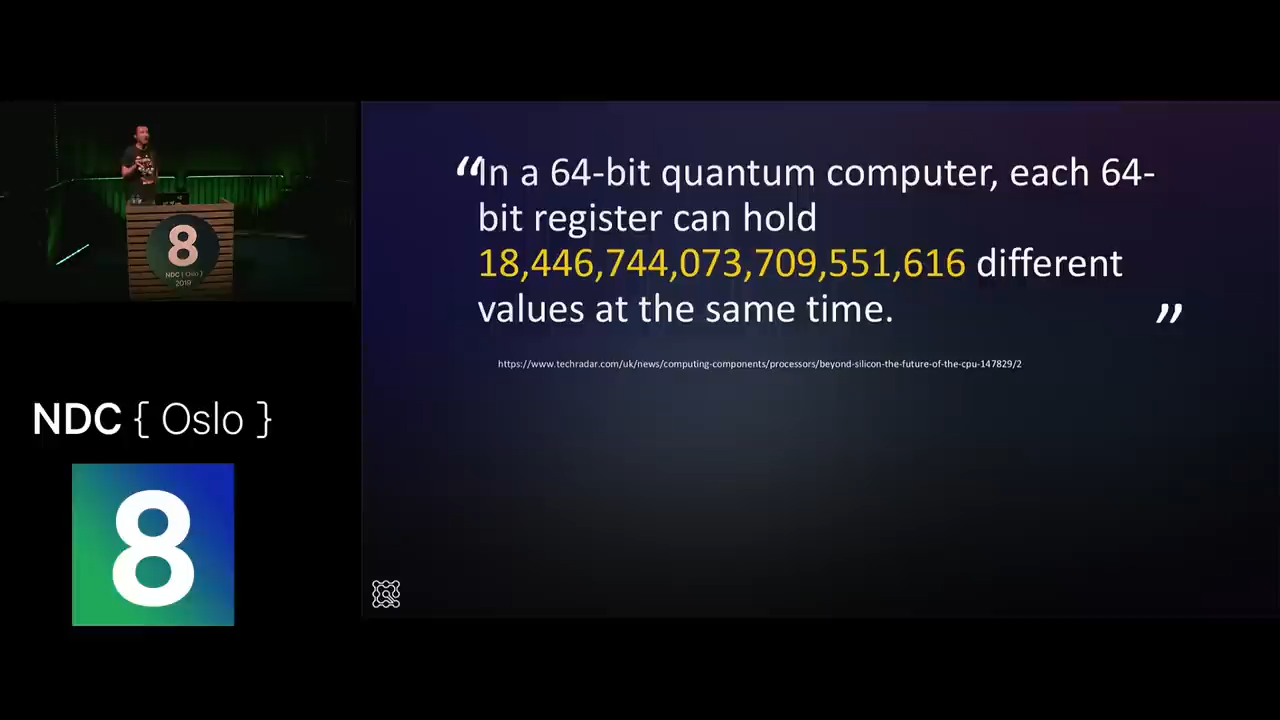 8
NDC { Oslo }
2019
“In a 64-bit quantum computer, each 64-
bit register can hold
18,446,744,073,709,551,616 different
values at the same time. ”
https://www.techradar.com/uk/news/computing-components/processors/beyond-silicon-the-future-of-the-cpu-147829/2
NDC { Oslo }
8